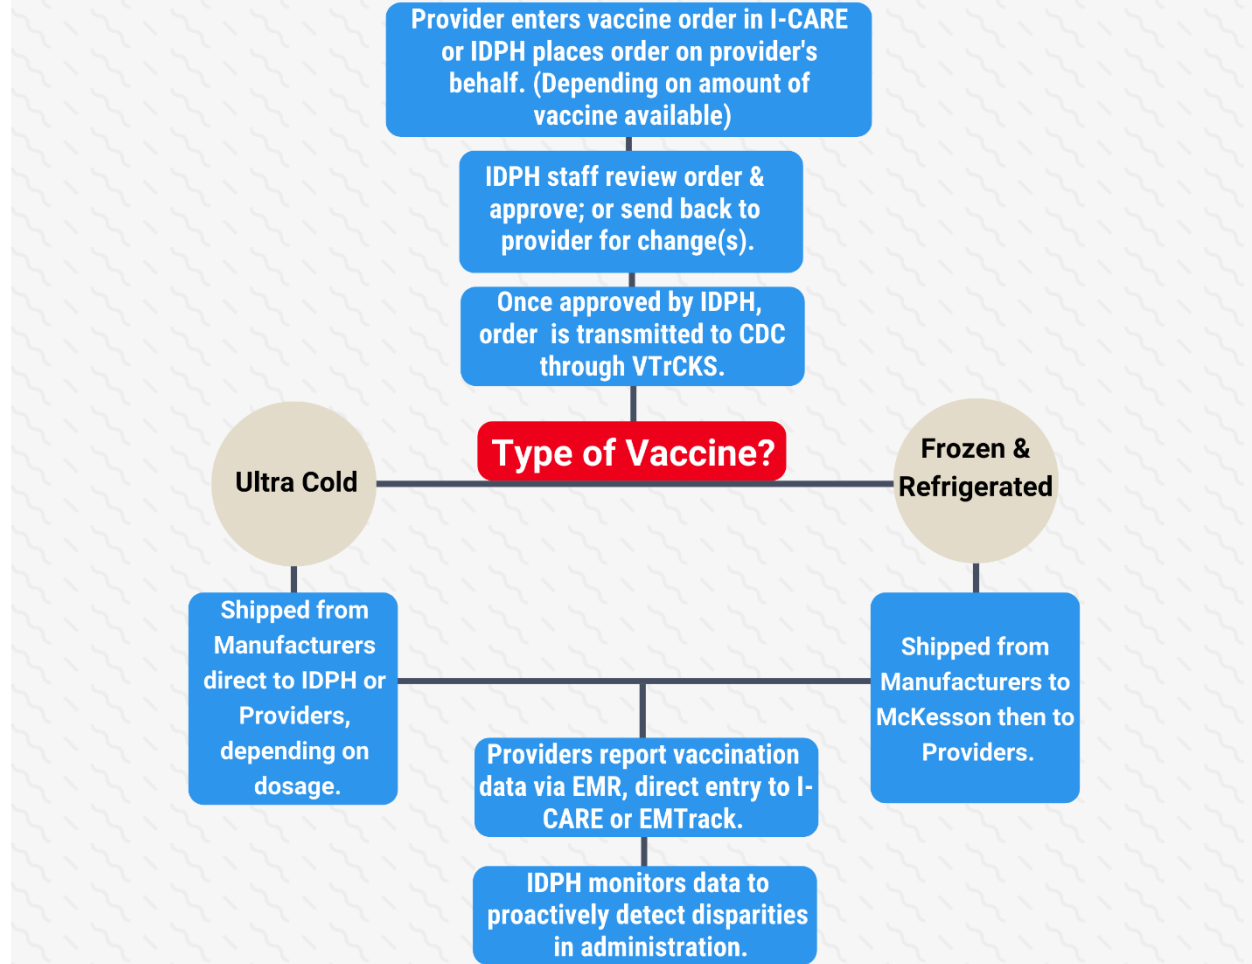 Provider enters vaccine order in I-CARE
or IDPH places order on provider's
behalf. (Depending on amount of
vaccine available)
IDPH staff review order &
approve; or send back to
provider for change(s).
Once approved by IDPH,
order is transmitted to CDC
through VTrCKS.
Type of Vaccine?
Ultra Cold
Frozen &
Refrigerated
Shipped from
Manufacturers
direct to IDPH or
Providers,
depending on
dosage.
Shipped from
Manufacturers to
McKesson then to
Providers.
Providers report vaccination
data via EMR, direct entry to I-
CARE or EMTrack.
IDPH monitors data to
proactively detect disparities
in administration.